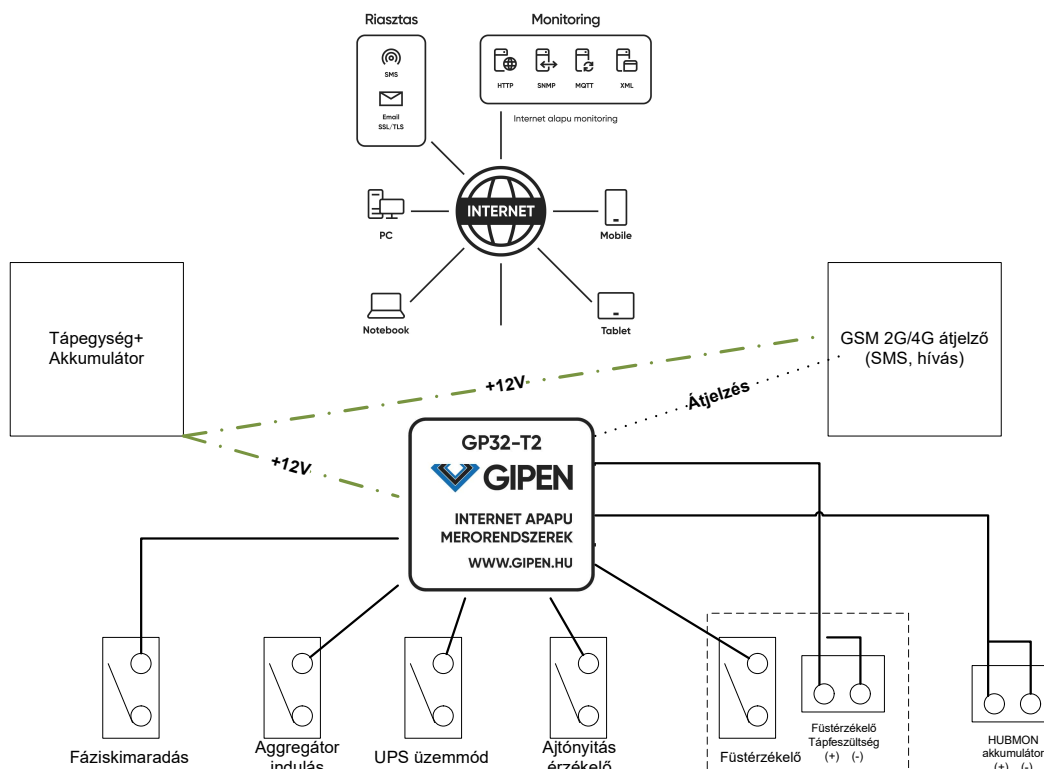 Riasztas
Monitoring
SMS
Email
SSL/TLS
HTTP
SNMP
MQTT
XML
Internet alapu monitoring
INTERNET
PC
Mobile
Notebook
Tablet
Tápegység+
Akkumulátor
GSM 2G/4G átjelző
(SMS, hívás)
+12V
Átjelzés
+12V
GP32-T2
GIPEN
INTERNET APAPU
MERORENDSZEREK
WWW.GIPEN.HU
Fáziskimaradás
Aggregátor
indulás
UPS üzemmód
Ajtónyitás
érzékelő
Füstérzékelő
Füstérzékelő
Tápfeszültség
(+) (-)
HUBMON
akkumulátor
(+) (-)